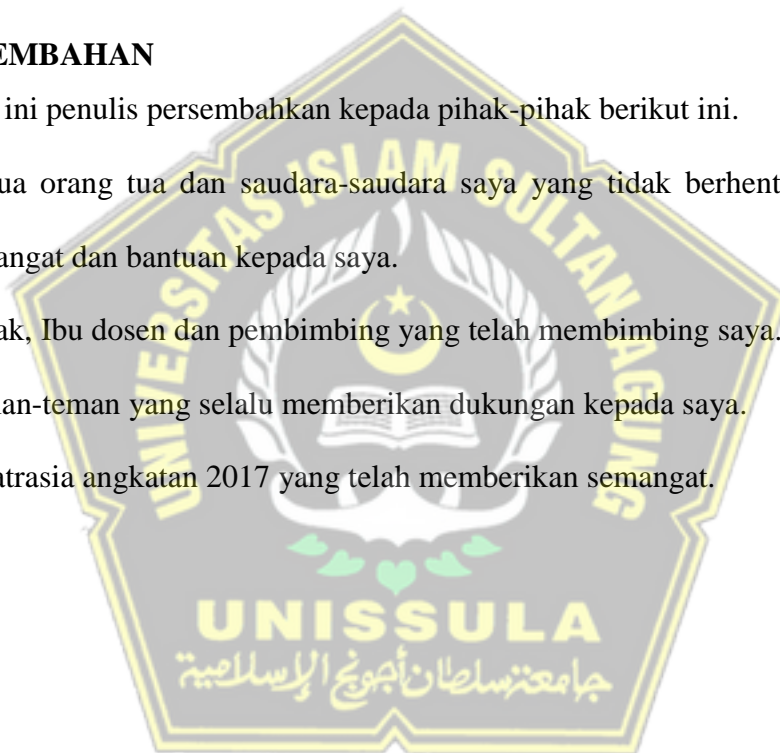 EMBAHAN
ini penulis persembahkan kepada pihak-pihak berikut ini.
ua orang tua dan saudara-saudara saya yang tidak berhent
angat dan bantuan kepada saya.
ak, Ibu dosen dan pembimbing yang telah membimbing saya.
an-teman yang selalu memberikan dukungan kepada saya.
atrasia angkatan 2017 yang telah memberikan semangat.
UNIVERSITAS ISLAM SULTAN AGUNG
UNISSULA
جامعة سلطان أجونج الإسلامية